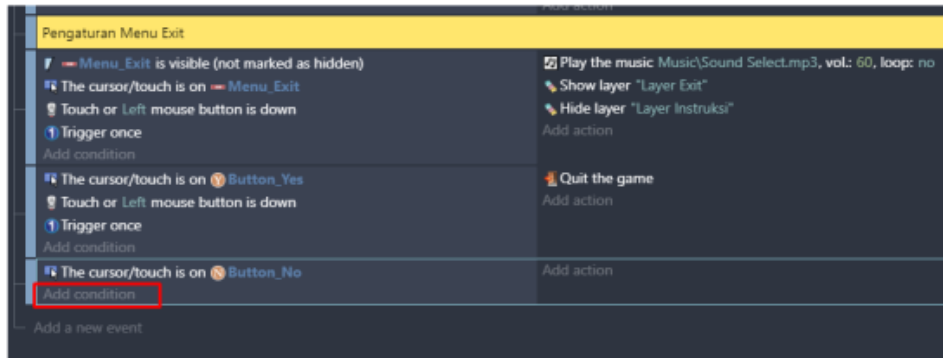 Add action
Pengaturan Menu Exit
Menu_Exit is visible (not marked as hidden)
Play the music Music\Sound Select.mp3, vol.: 60, loop: no
The cursor/touch is on Menu_Exit
Show layer "Layer Exit"
Touch or Left mouse button is down
Hide layer "Layer Instruksi"
Trigger once
Add action
Add condition
The cursor/touch is on Button_Yes
Quit the game
Touch or Left mouse button is down
Add action
Trigger once
Add condition
The cursor/touch is on Button_No
Add action
Add condition
Add a new event